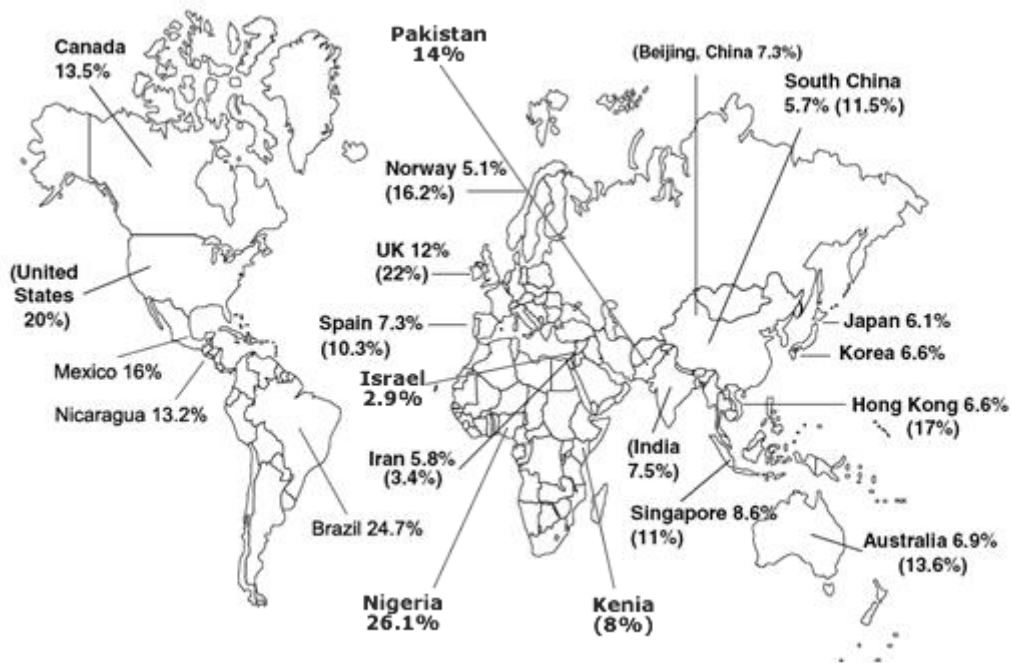 Canada
13.5%
Pakistan
14%
(Beijing, China 7.3%)
South China
5.7% (11.5%)
Norway 5.1%
(16.2%)
UK 12%
(22%)
(United
States
20%)
Spain 7.3%
(10.3%)
Japan 6.1%
Korea 6.6%
Mexico 16%
Israel
2.9%
Nicaragua 13.2%
Hong Kong 6.6%
(17%)
(India
7.5%)
Iran 5.8%
(3.4%)
Singapore 8.6%
(11%)
Brazil 24.7%
Australia 6.9%
(13.6%)
Nigeria
26.1%
Kenia
(8%)